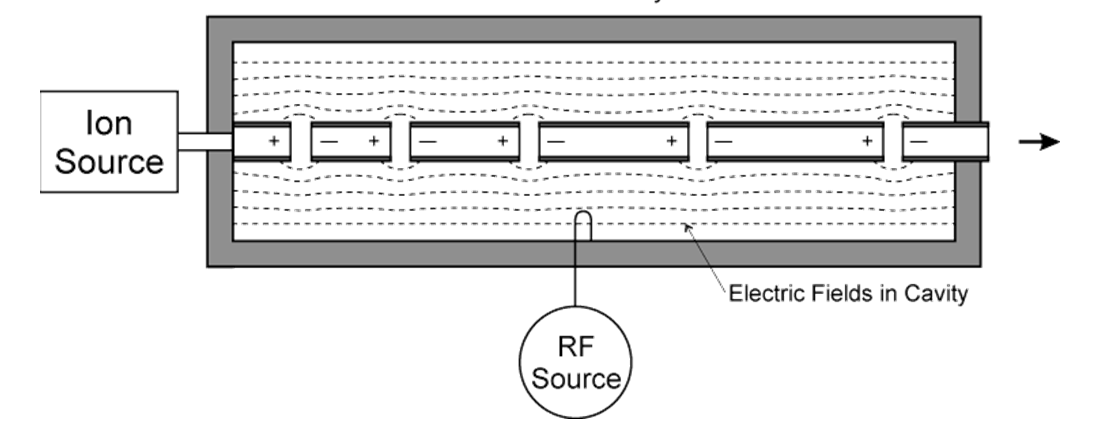 Ion
Source
+ — + — + — + — + —
Electric Fields in Cavity
RF
Source